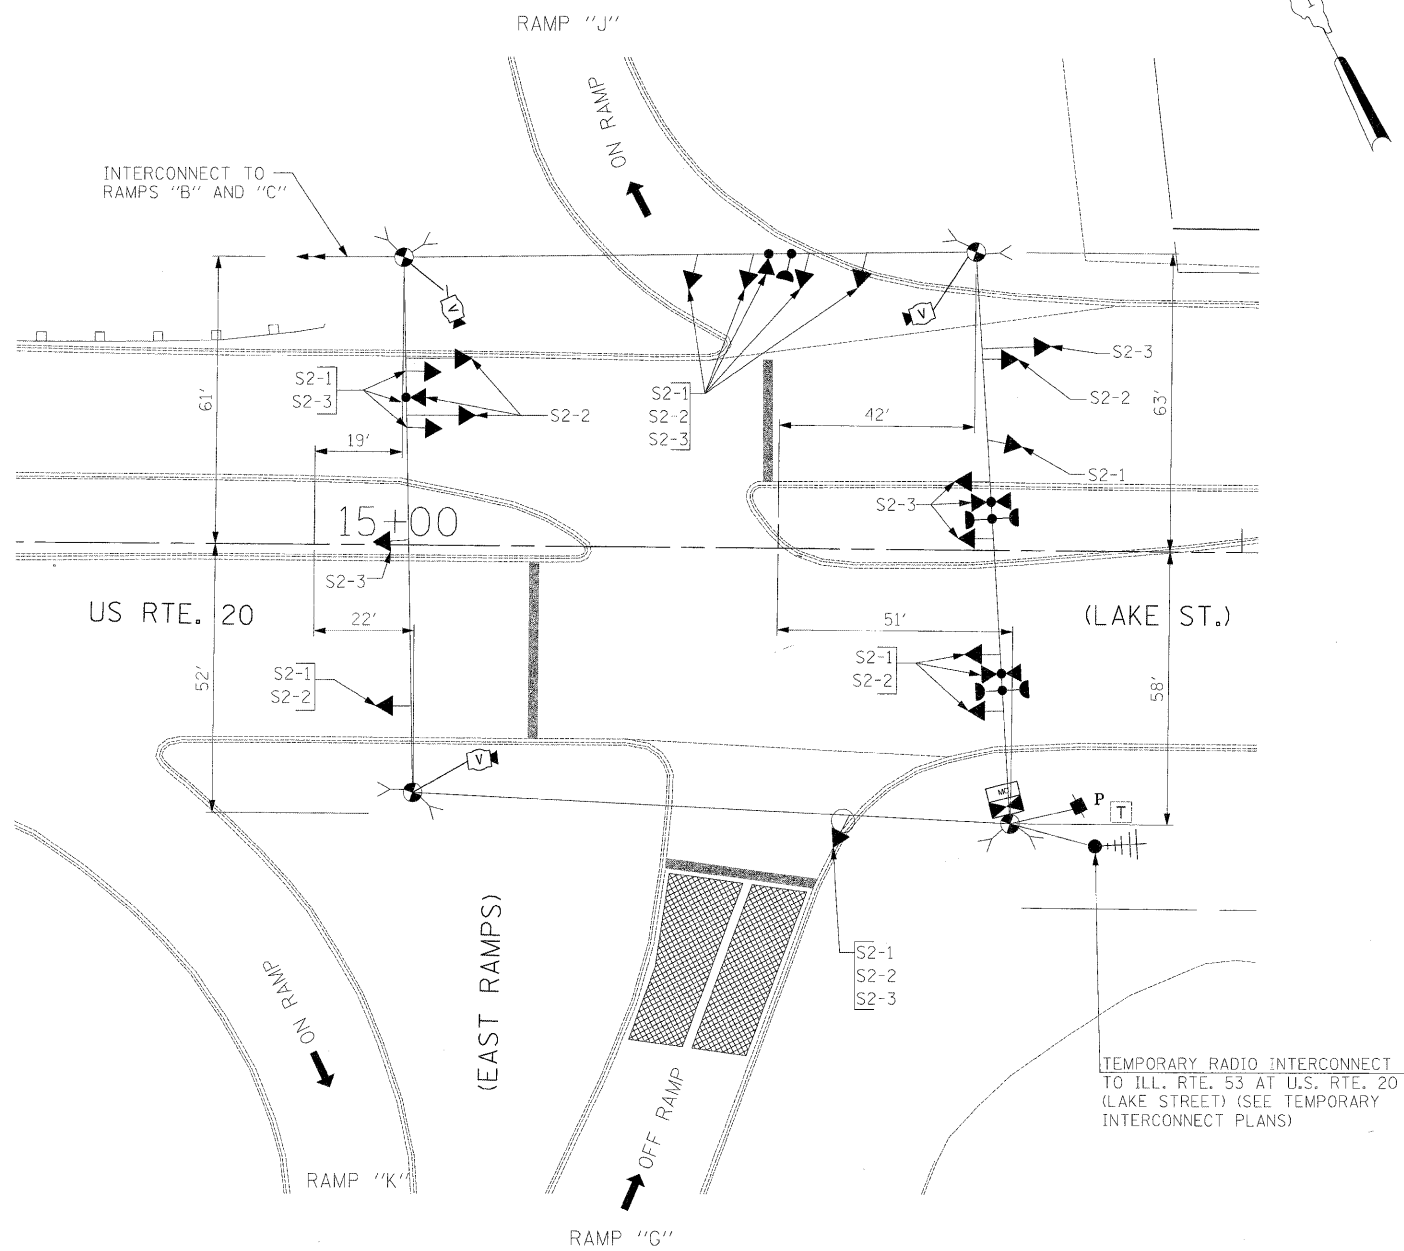 RAMP "J"
ON RAMP
INTERCONNECT TO
RAMPS "B" AND "C"
V
V
61'
S2-1
S2-3
S2-2
S2-1
S2-2
S2-3
42'
S2-3
S2-2
63'
19'
S2-1
S2-3
15+00
S2-3
US RTE. 20
22'
51'
(LAKE ST.)
S2-1
S2-2
52'
S2-1
S2-2
58'
V
MC
P
T
ON RAMP
(EAST RAMPS)
S2-1
S2-2
S2-3
OFF RAMP
TEMPORARY RADIO INTERCONNECT
TO ILL. RTE. 53 AT U.S. RTE. 20
(LAKE STREET) (SEE TEMPORARY
INTERCONNECT PLANS)
RAMP "K"
RAMP "G"